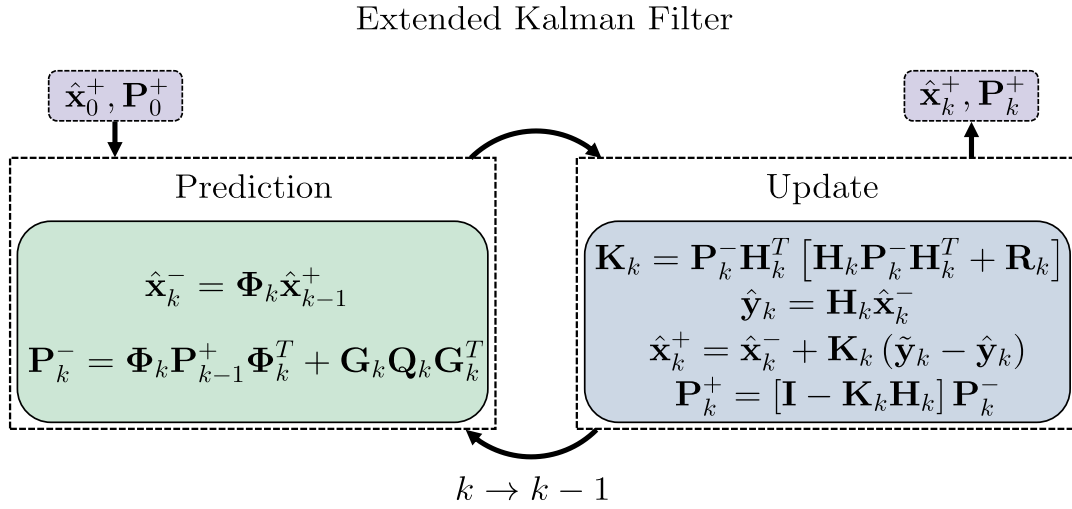 Extended Kalman Filter
x̂₀⁺, P₀⁺
x̂ₖ⁺, Pₖ⁺
Prediction
x̂ₖ⁻ = Φₖx̂ₖ₋₁⁺
Pₖ⁻ = ΦₖPₖ₋₁⁺Φₖᵀ + GₖQₖGₖᵀ
Update
Kₖ = Pₖ⁻Hₖᵀ [HₖPₖ⁻Hₖᵀ + Rₖ]
ŷₖ = Hₖx̂ₖ⁻
x̂ₖ⁺ = x̂ₖ⁻ + Kₖ (ỹₖ − ŷₖ)
Pₖ⁺ = [I − KₖHₖ] Pₖ⁻
k → k − 1